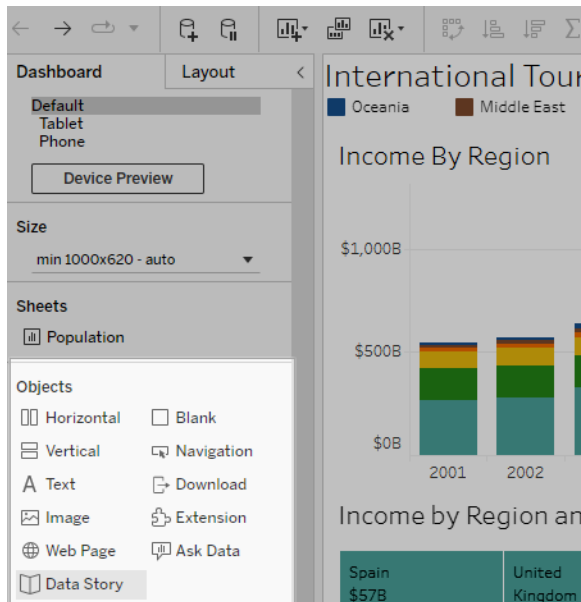 Dashboard
Layout
Default
Tablet
Phone
Device Preview
Size
min 1000x620 - auto
Sheets
Population
Objects
Horizontal
Blank
Vertical
Navigation
Text
Download
Image
Extension
Web Page
Ask Data
Data Story
International Tour
Oceania
Middle East
Income By Region
$1,000B
$500B
$0B
2001
2002
Income by Region an
Spain
$57B
United
Kingdom